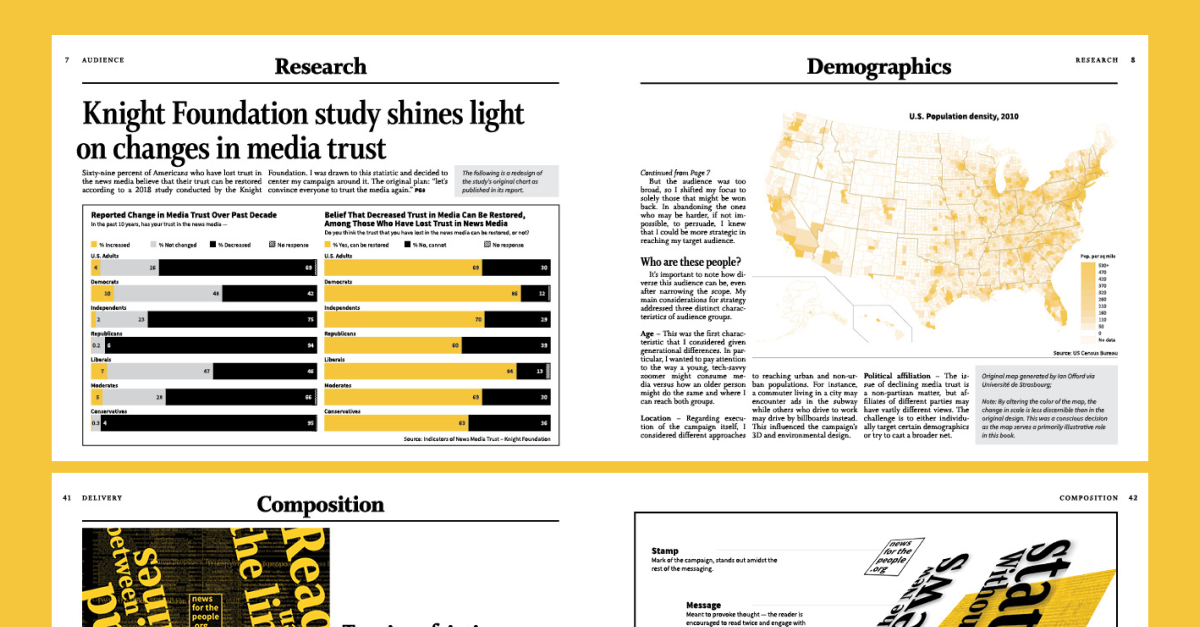 7 AUDIENCE
Research
Knight Foundation study shines light
on changes in media trust
Sixty-nine percent of Americans who have lost trust in
the news media believe that their trust can be restored
according to a 2018 study conducted by the Knight
Foundation. I was drawn to this statistic and decided to
center my campaign around it. The original plan: "let's
convince everyone to trust the media again." PG8
The following is a redesign of
the study's original chart as
published in its report.
Reported Change in Media Trust Over Past Decade
In the past 10 years, has your trust in the news media —
% Increased % Not changed % Decreased No response
U.S. Adults
4 26 69
Democrats
10 46 42
Independents
2 23 75
Republicans
0.2 6 94
Liberals
7 47 46
Moderates
5 29 66
Conservatives
0.3 4 95
Belief That Decreased Trust in Media Can Be Restored,
Among Those Who Have Lost Trust in News Media
Do you think the trust that you have lost in the news media can be restored, or not?
% Yes, can be restored % No, cannot No response
U.S. Adults
69 30
Democrats
86 12
Independents
70 29
Republicans
60 39
Liberals
84 13
Moderates
69 30
Conservatives
63 36
Source: Indicators of News Media Trust – Knight Foundation
RESEARCH 8
Demographics
U.S. Population density, 2010
Continued from Page 7
But the audience was too
broad, so I shifted my focus to
solely those that might be won
back. In abandoning the ones
who may be harder, if not im-
possible, to persuade, I knew
that I could be more strategic in
reaching my target audience.
Who are these people?
It's important to note how di-
verse this audience can be, even
after narrowing the scope. My
main considerations for strategy
addressed three distinct charac-
teristics of audience groups.
Age – This was the first charac-
teristic that I considered given
generational differences. In par-
ticular, I wanted to pay attention
to the way a young, tech-savvy
zoomer might consume me-
dia versus how an older person
might do the same and where I
can reach both groups.
Location – Regarding execu-
tion of the campaign itself, I
considered different approaches
to reaching urban and non-ur-
ban populations. For instance,
a commuter living in a city may
encounter ads in the subway
while others who drive to work
may drive by billboards instead.
This influenced the campaign's
3D and environmental design.
Political affiliation – The is-
sue of declining media trust is
a non-partisan matter, but af-
filiates of different parties may
have vastly different views. The
challenge is to either individu-
ally target certain demographics
or try to cast a broader net.
Pop. per sq mile
No data
Source: US Census Bureau
Original map generated by Ian Offord via
Université de Strasbourg;
Note: By altering the color of the map, the
change in scale is less discernible than in the
original design. This was a conscious decision
as the map serves a primarily illustrative role
in this book.
41 DELIVERY
Composition
between
the lin
Read
news
for the
people
.org
COMPOSITION 42
Stamp
Mark of the campaign, stands out amidst the
rest of the messaging.
news
for the
people
.org
Message
Meant to provoke thought — the reader is
encouraged to read twice and engage with